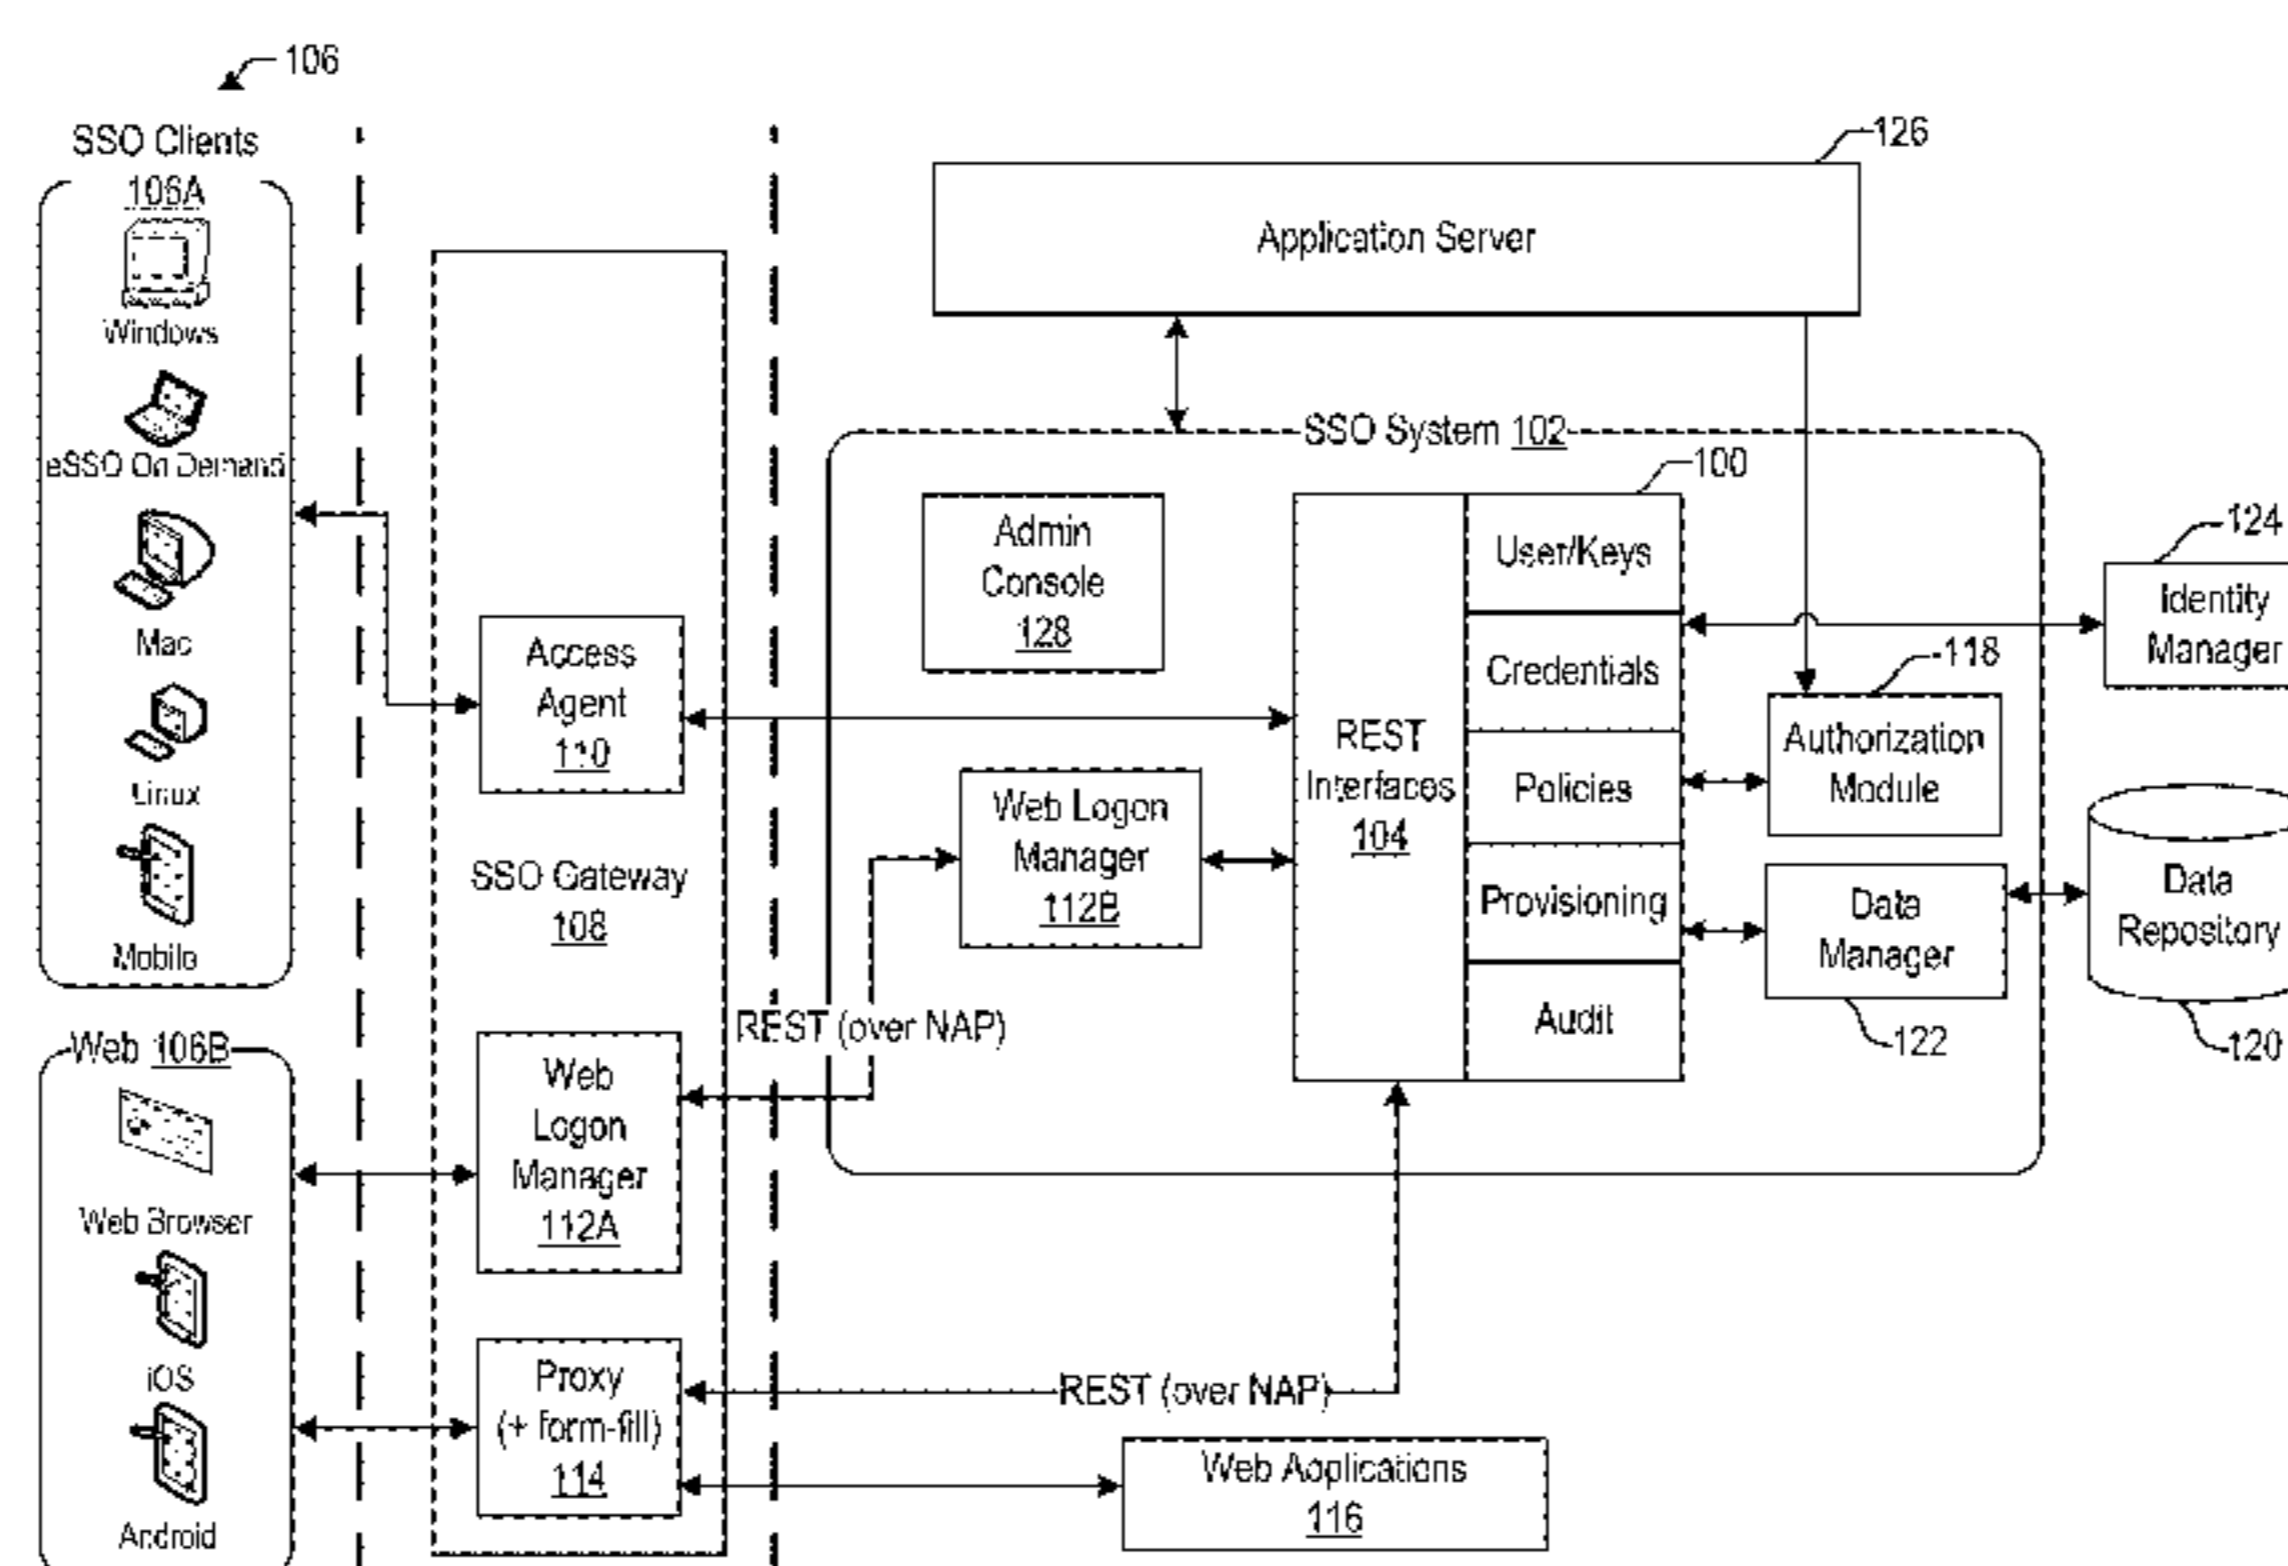 106
SSO Clients
106A
Windows
eSSO On Demand
Mac
Linux
Mobile
Web 106B
Web Browser
iOS
Android
Access
Agent
110
SSO Gateway
108
Web
Logon
Manager
112A
Proxy
(+ form-fill)
114
REST (over NAP)
REST (over NAP)
Web Applications
116
126
Application Server
SSO System 102
100
Admin
Console
128
Web Logon
Manager
112B
REST
Interfaces
104
User/Keys
Credentials
Policies
Provisioning
Audit
118
Authorization
Module
Data
Manager
122
124
Identity
Manager
Data
Repository
120